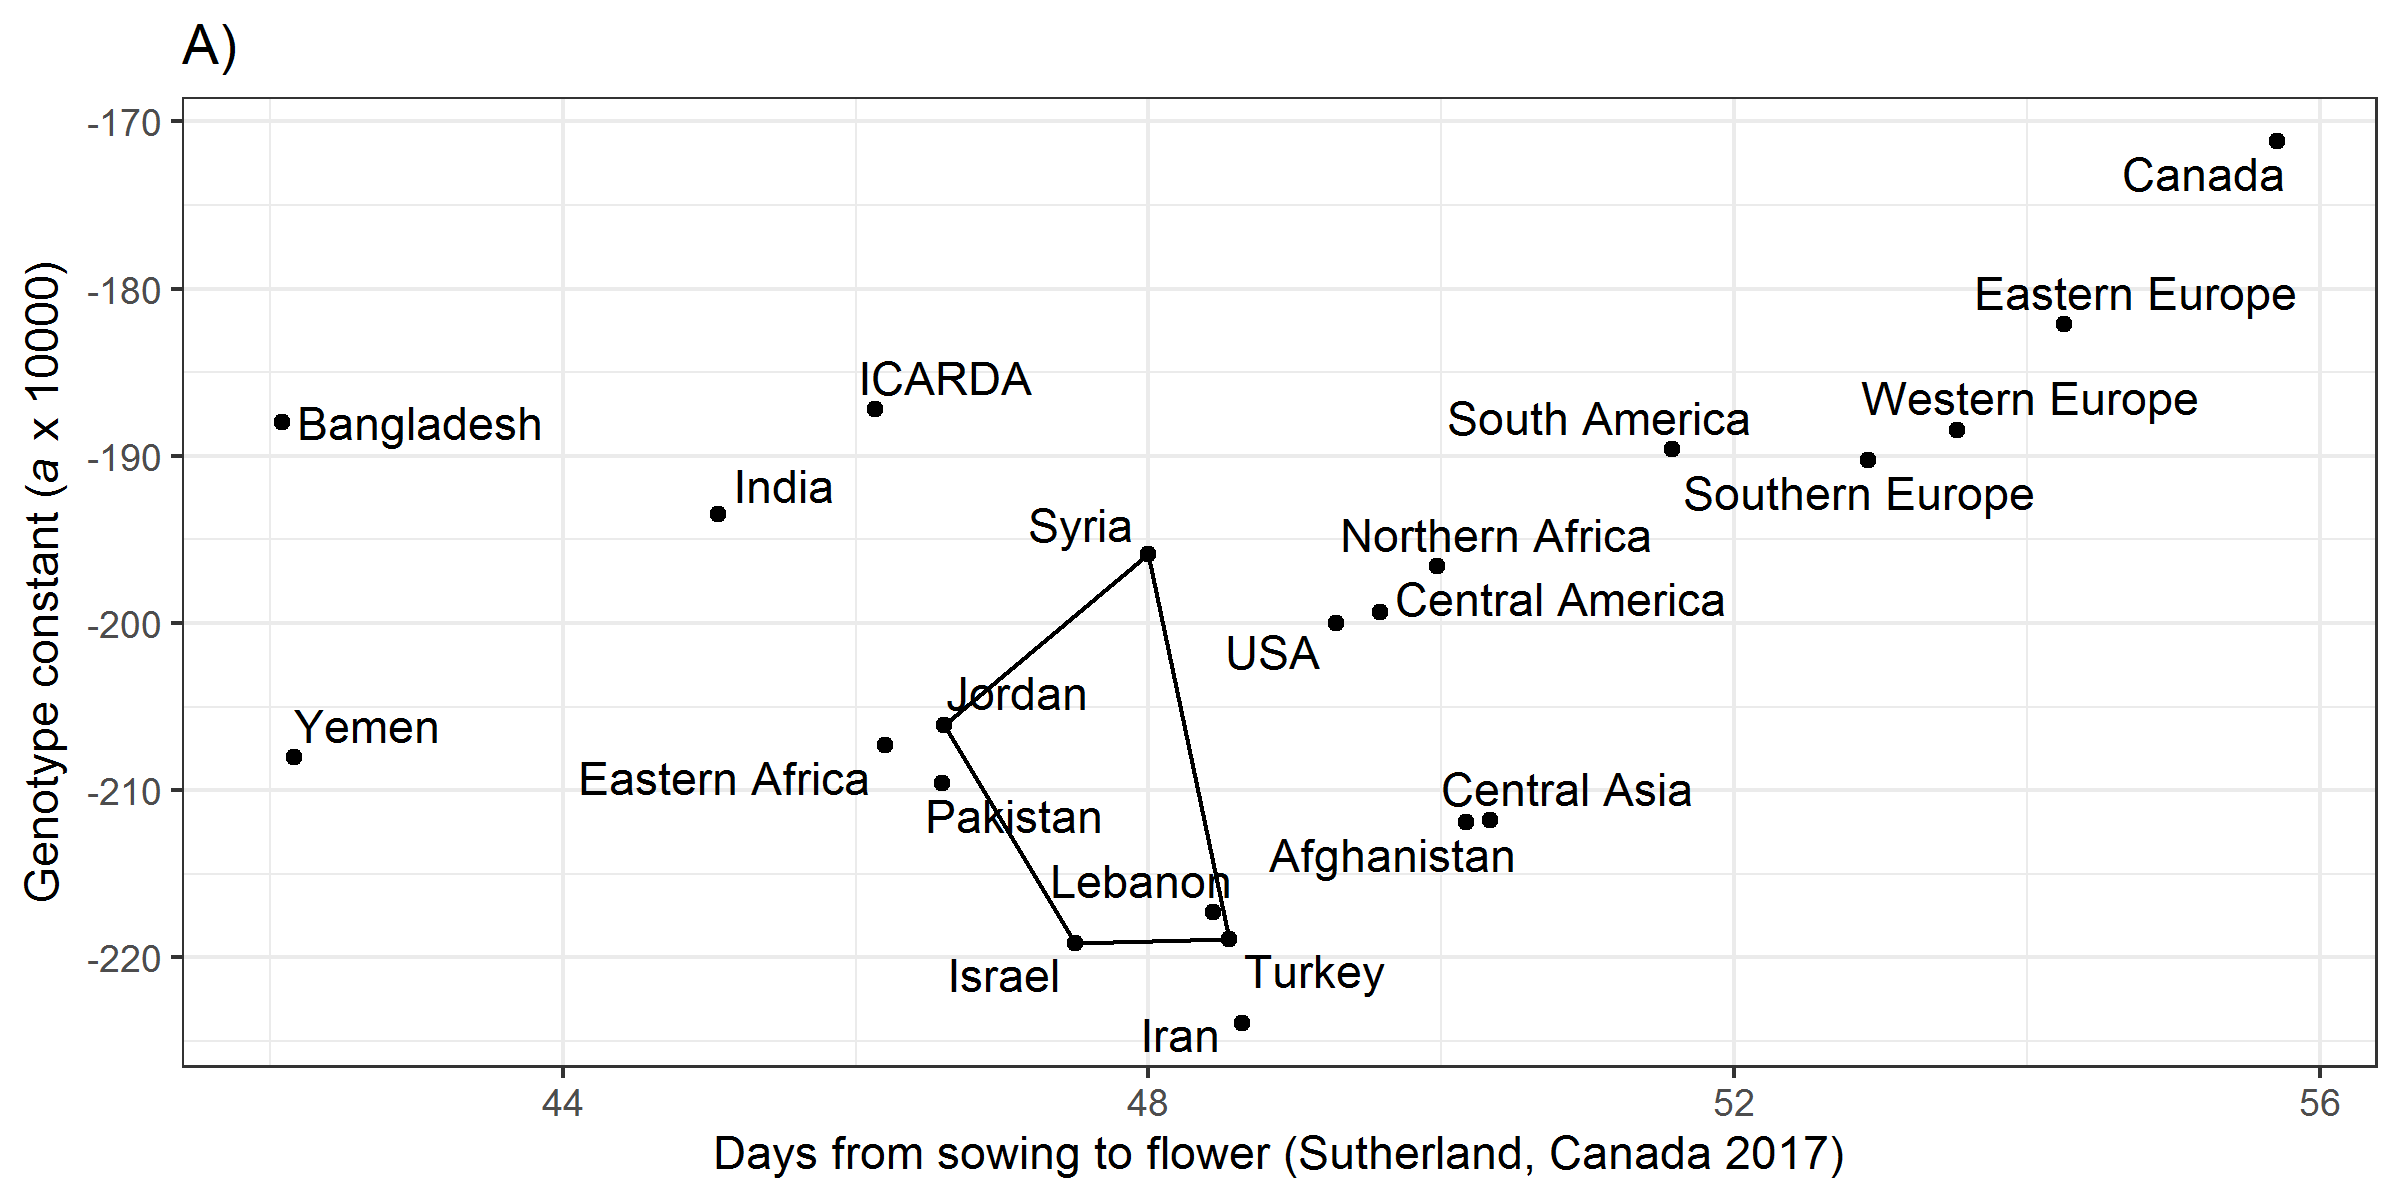 A)
-170
Canada
-180
Eastern Europe
ICARDA
Western Europe
Bangladesh
South America
-190
India
Southern Europe
Syria
Northern Africa
Central America
-200
USA
Jordan
Yemen
Eastern Africa
-210
Central Asia
Pakistan
Afghanistan
Lebanon
-220
Israel
Turkey
Iran
Genotype constant (a x 10000)
44
48
52
56
Days from sowing to flower (Sutherland, Canada 2017)